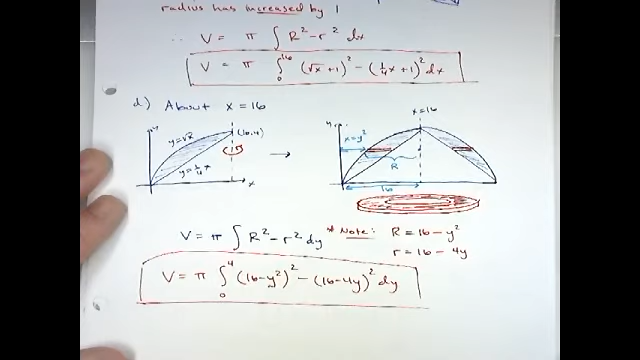 radius has increased by 1
∴ V = π ∫ R² - r² dx
V = π ∫₀¹⁶ (√x + 1)² - (¼x + 1)² dx
d) About x = 16
y
y = √x
(16,4)
y = ¼x
x
x = 16
y
x = y²
R
16
V = π ∫ R² - r² dy
* Note: R = 16 - y²
r = 16 - 4y
V = π ∫₀⁴ (16 - y²)² - (16 - 4y)² dy